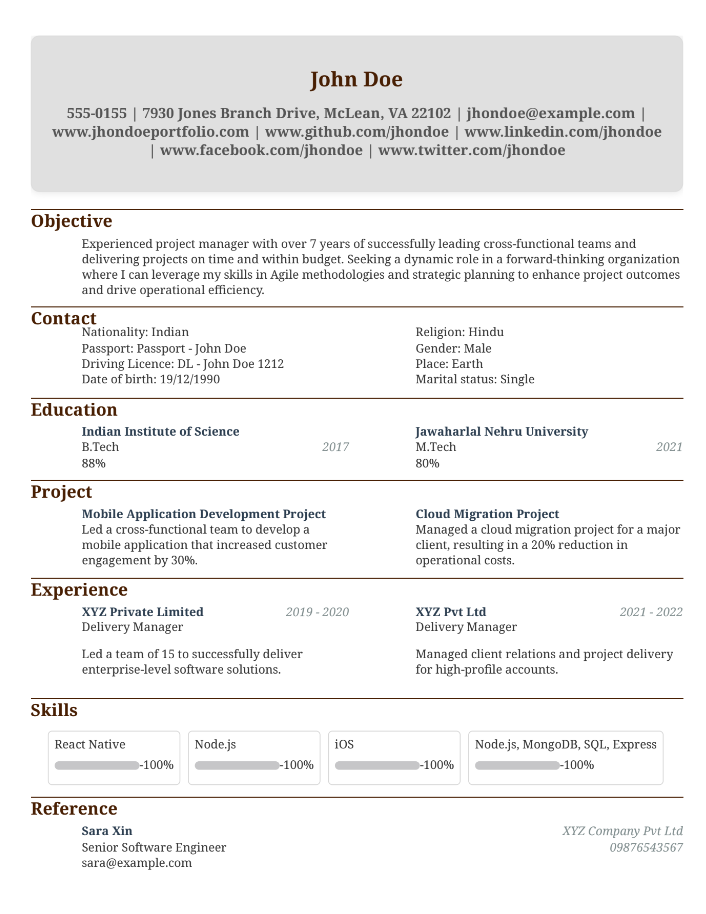 John Doe
555-0155 | 7930 Jones Branch Drive, McLean, VA 22102 | jhondoe@example.com |
www.jhondoeportfolio.com | www.github.com/jhondoe | www.linkedin.com/jhondoe
| www.facebook.com/jhondoe | www.twitter.com/jhondoe
Objective
Experienced project manager with over 7 years of successfully leading cross-functional teams and
delivering projects on time and within budget. Seeking a dynamic role in a forward-thinking organization
where I can leverage my skills in Agile methodologies and strategic planning to enhance project outcomes
and drive operational efficiency.
Contact
Nationality: Indian
Passport: Passport - John Doe
Driving Licence: DL - John Doe 1212
Date of birth: 19/12/1990
Religion: Hindu
Gender: Male
Place: Earth
Marital status: Single
Education
Indian Institute of Science
B.Tech 2017
88%
Jawaharlal Nehru University
M.Tech 2021
80%
Project
Mobile Application Development Project
Led a cross-functional team to develop a
mobile application that increased customer
engagement by 30%.
Cloud Migration Project
Managed a cloud migration project for a major
client, resulting in a 20% reduction in
operational costs.
Experience
XYZ Private Limited 2019 - 2020
Delivery Manager
Led a team of 15 to successfully deliver
enterprise-level software solutions.
XYZ Pvt Ltd 2021 - 2022
Delivery Manager
Managed client relations and project delivery
for high-profile accounts.
Skills
React Native
-100%
Node.js
-100%
iOS
-100%
Node.js, MongoDB, SQL, Express
-100%
Reference
Sara Xin
Senior Software Engineer
sara@example.com
XYZ Company Pvt Ltd
09876543567